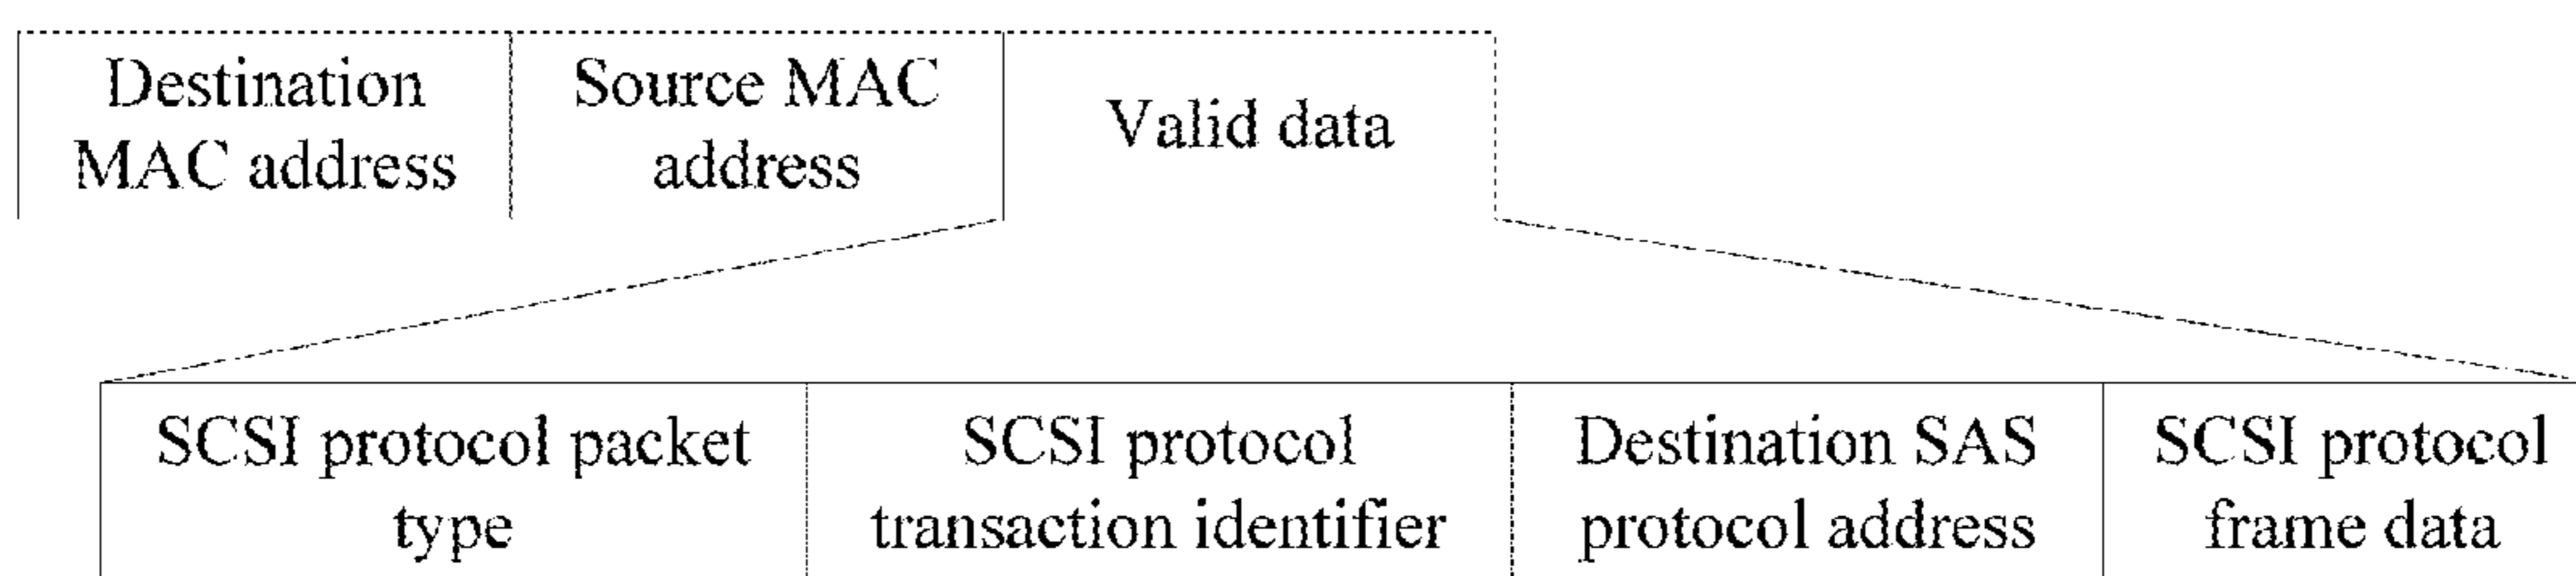 Destination
MAC address
Source MAC
address
Valid data
SCSI protocol packet
type
SCSI protocol
transaction identifier
Destination SAS
protocol address
SCSI protocol
frame data